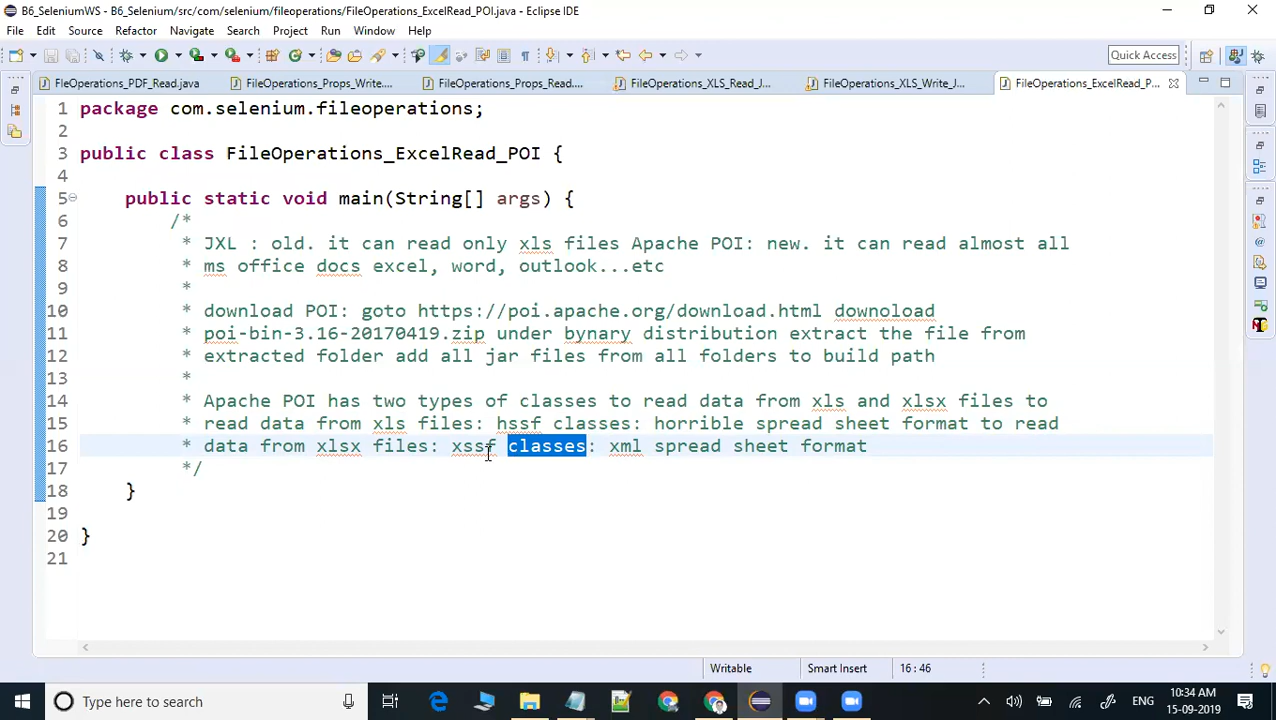 B6_SeleniumWS - B6_Selenium/src/com/selenium/fileoperations/FileOperations_ExcelRead_POI.java - Eclipse IDE
File Edit Source Refactor Navigate Search Project Run Window Help
Quick Access
FleOperations_PDF_Read.java FileOperations_Props_Write.... FileOperations_Props_Read.... FileOperations_XLS_Read_J... FileOperations_XLS_Write_J... FileOperations_ExcelRead_P...
1 package com.selenium.fileoperations;
2
3 public class FileOperations_ExcelRead_POI {
4
5 public static void main(String[] args) {
6 /*
7 * JXL : old. it can read only xls files Apache POI: new. it can read almost all
8 * ms office docs excel, word, outlook...etc
9 *
10 * download POI: goto https://poi.apache.org/download.html downoload
11 * poi-bin-3.16-20170419.zip under bynary distribution extract the file from
12 * extracted folder add all jar files from all folders to build path
13 *
14 * Apache POI has two types of classes to read data from xls and xlsx files to
15 * read data from xls files: hssf classes: horrible spread sheet format to read
16 * data from xlsx files: xssf classes: xml spread sheet format
17 */
18 }
19
20 }
21
Writable Smart Insert 16 : 46
Type here to search
ENG
10:34 AM
15-09-2019